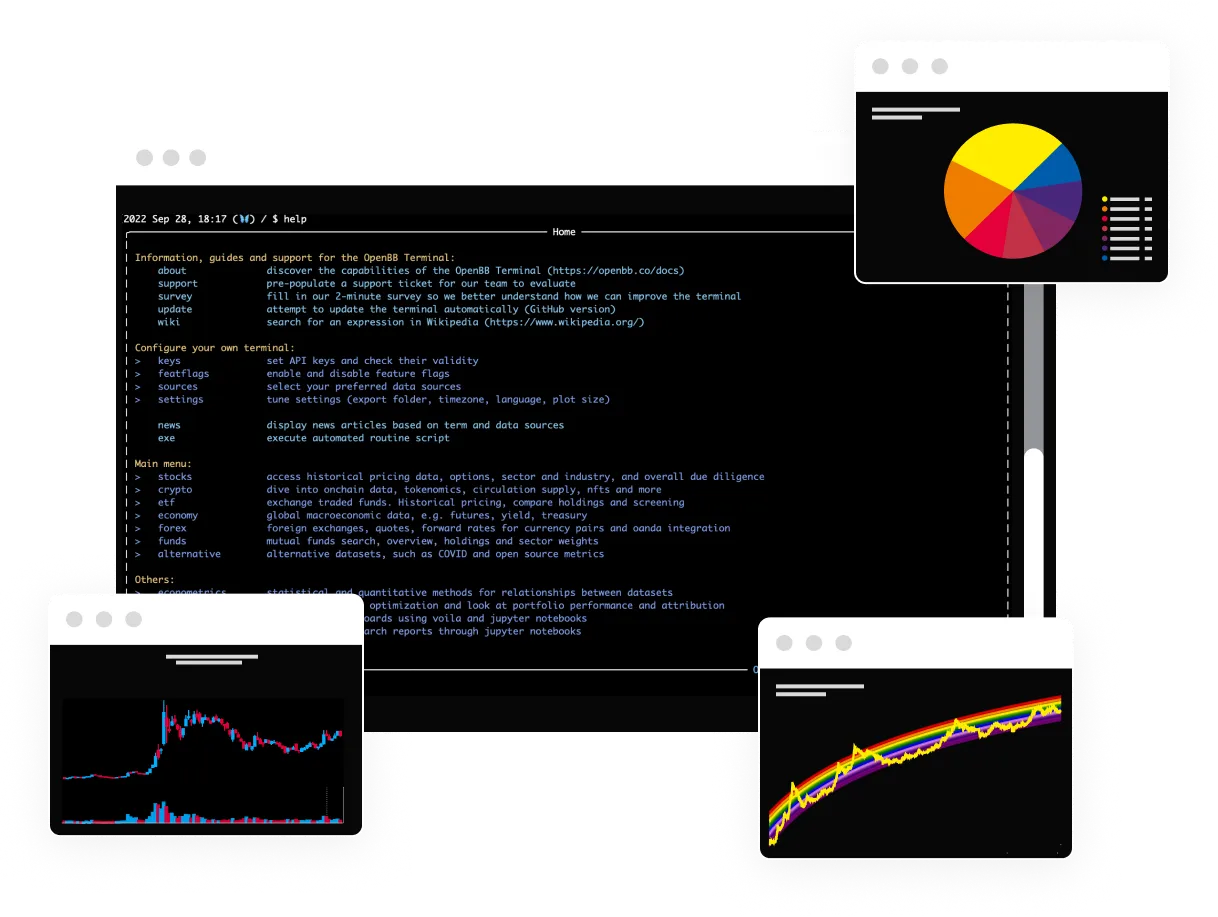 2022 Sep 28, 18:17 (🦋) / $ help
Home
Information, guides and support for the OpenBB Terminal:
about discover the capabilities of the OpenBB Terminal (https://openbb.co/docs)
support pre-populate a support ticket for our team to evaluate
survey fill in our 2-minute survey so we better understand how we can improve the terminal
update attempt to update the terminal automatically (GitHub version)
wiki search for an expression in Wikipedia (https://www.wikipedia.org/)
Configure your own terminal:
> keys set API keys and check their validity
> featflags enable and disable feature flags
> sources select your preferred data sources
> settings tune settings (export folder, timezone, language, plot size)
news display news articles based on term and data sources
exe execute automated routine script
Main menu:
> stocks access historical pricing data, options, sector and industry, and overall due diligence
> crypto dive into onchain data, tokenomics, circulation supply, nfts and more
> etf exchange traded funds. Historical pricing, compare holdings and screening
> economy global macroeconomic data, e.g. futures, yield, treasury
> forex foreign exchanges, quotes, forward rates for currency pairs and oanda integration
> funds mutual funds search, overview, holdings and sector weights
> alternative alternative datasets, such as COVID and open source metrics
Others:
> econometrics statistical and quantitative methods for relationships between datasets
optimization and look at portfolio performance and attribution
oards using voila and jupyter notebooks
arch reports through jupyter notebooks